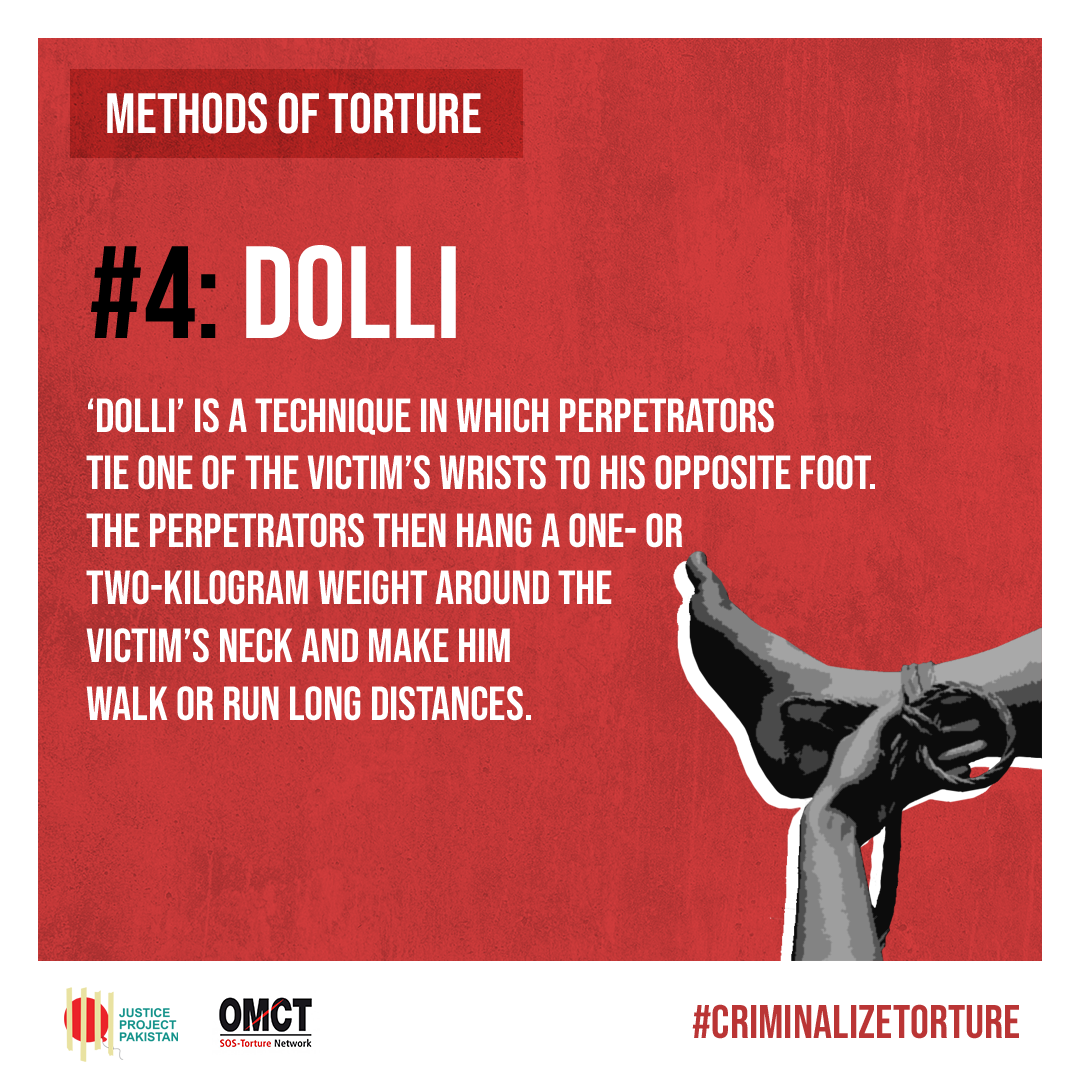 METHODS OF TORTURE
#4: DOLLI
‘DOLLI’ IS A TECHNIQUE IN WHICH PERPETRATORS
TIE ONE OF THE VICTIM’S WRISTS TO HIS OPPOSITE FOOT.
THE PERPETRATORS THEN HANG A ONE- OR
TWO-KILOGRAM WEIGHT AROUND THE
VICTIM’S NECK AND MAKE HIM
WALK OR RUN LONG DISTANCES.
JUSTICE
PROJECT
PAKISTAN
OMCT
SOS-Torture Network
#CRIMINALIZETORTURE